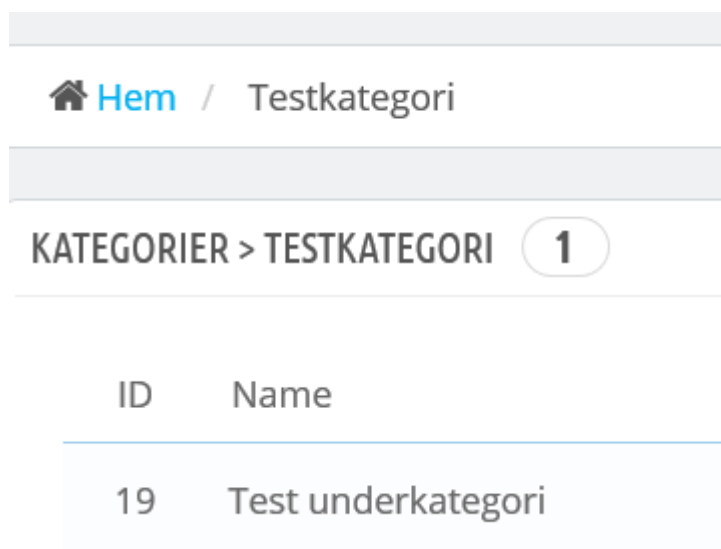 Hem / Testkategori
KATEGORIER > TESTKATEGORI 1
ID Name
19 Test underkategori